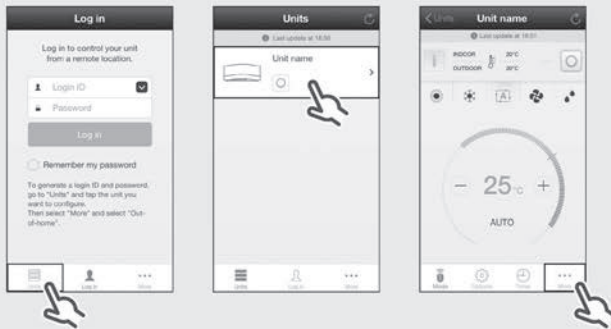 Log in
Log in to control your unit
from a remote location.
Login ID
Password
Log in
Remember my password
To generate a login ID and password,
go to "Units" and tap the unit you
want to configure.
Then select "More" and select "Out-
of-home".
Units
Log in
More
Units
Last update at 18:50
Unit name
Units
Log in
More
Units
Unit name
Last update at 18:51
INDOOR 20°C
OUTDOOR 20°C
A
- 25°C +
AUTO
Mode
Options
Timer
More